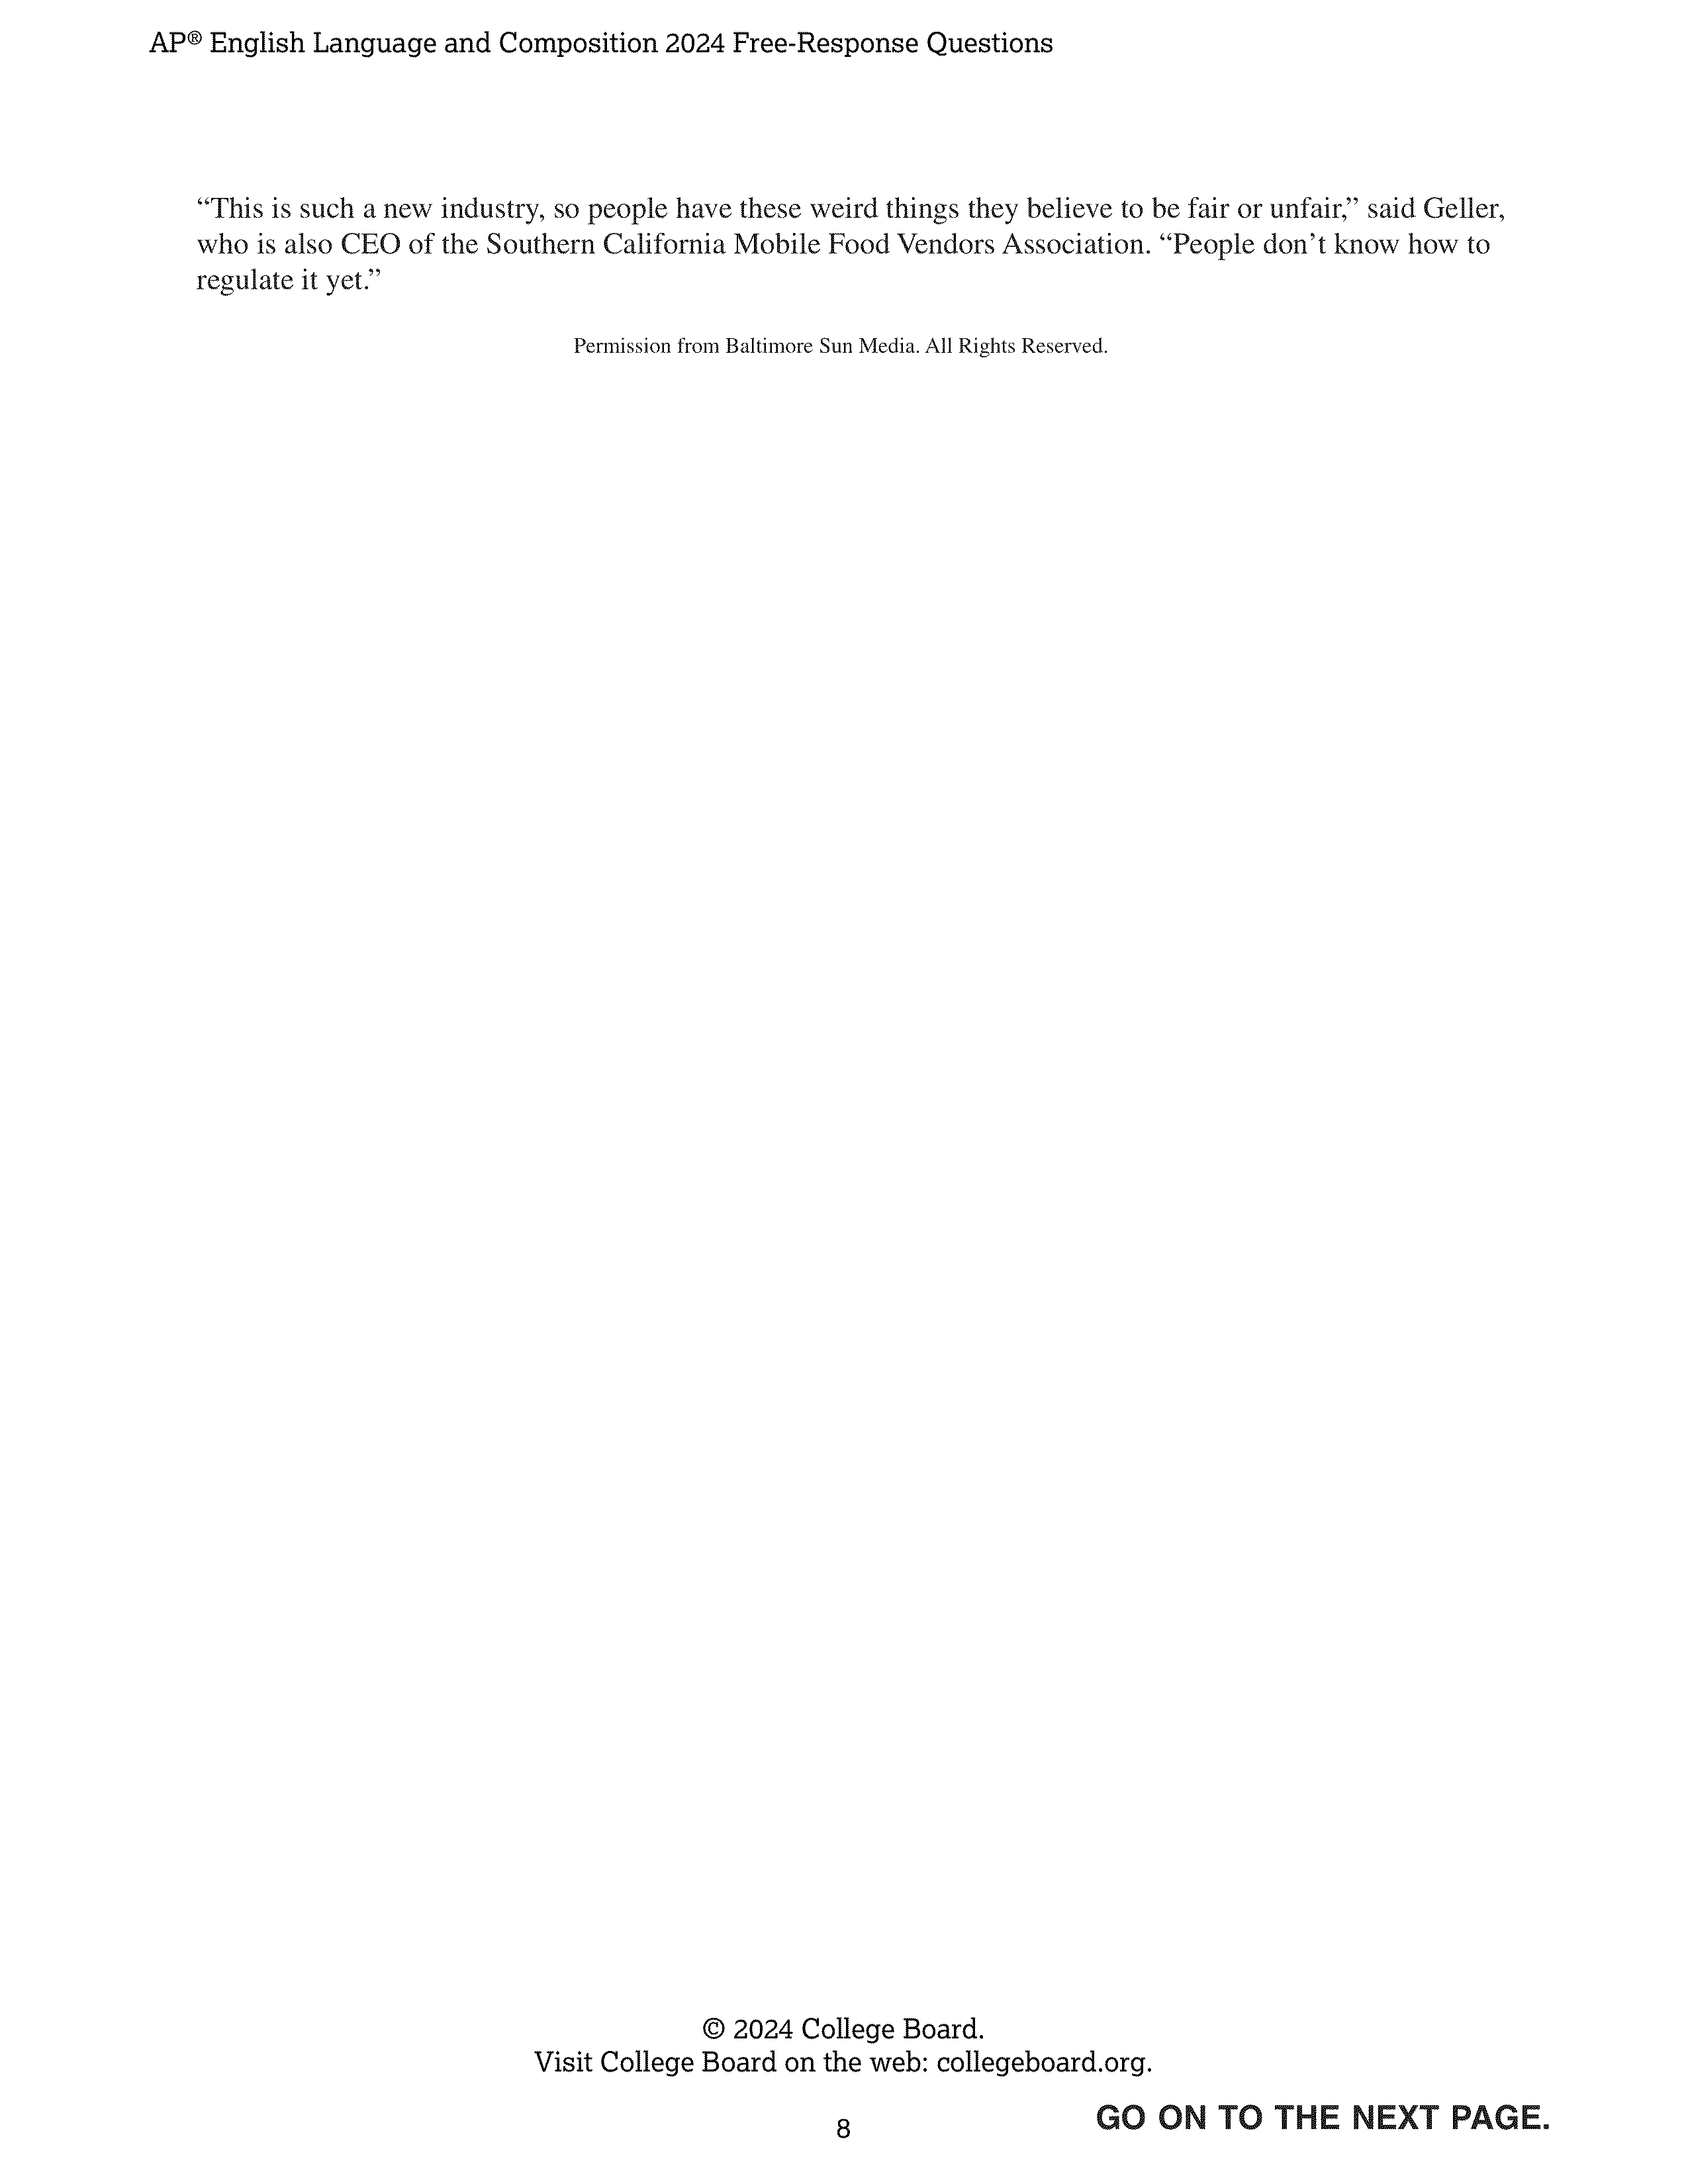 AP® English Language and Composition 2024 Free-Response Questions
“This is such a new industry, so people have these weird things they believe to be fair or unfair,” said Geller,
who is also CEO of the Southern California Mobile Food Vendors Association. “People don’t know how to
regulate it yet.”
Permission from Baltimore Sun Media. All Rights Reserved.
© 2024 College Board.
Visit College Board on the web: collegeboard.org.
8
GO ON TO THE NEXT PAGE.